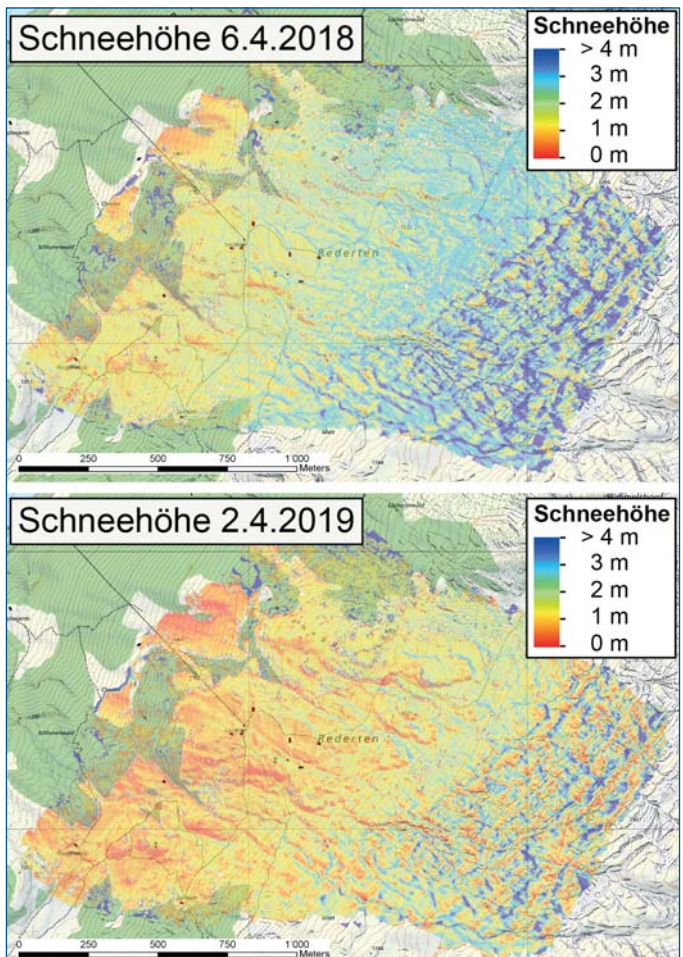 Schneehöhe 6.4.2018
Schneehöhe
> 4 m
3 m
2 m
1 m
0 m
Bederten
0 250 500 750 1'000
Meters
Schneehöhe 2.4.2019
Schneehöhe
> 4 m
3 m
2 m
1 m
0 m
Bederten
0 250 500 750 1'000
Meters